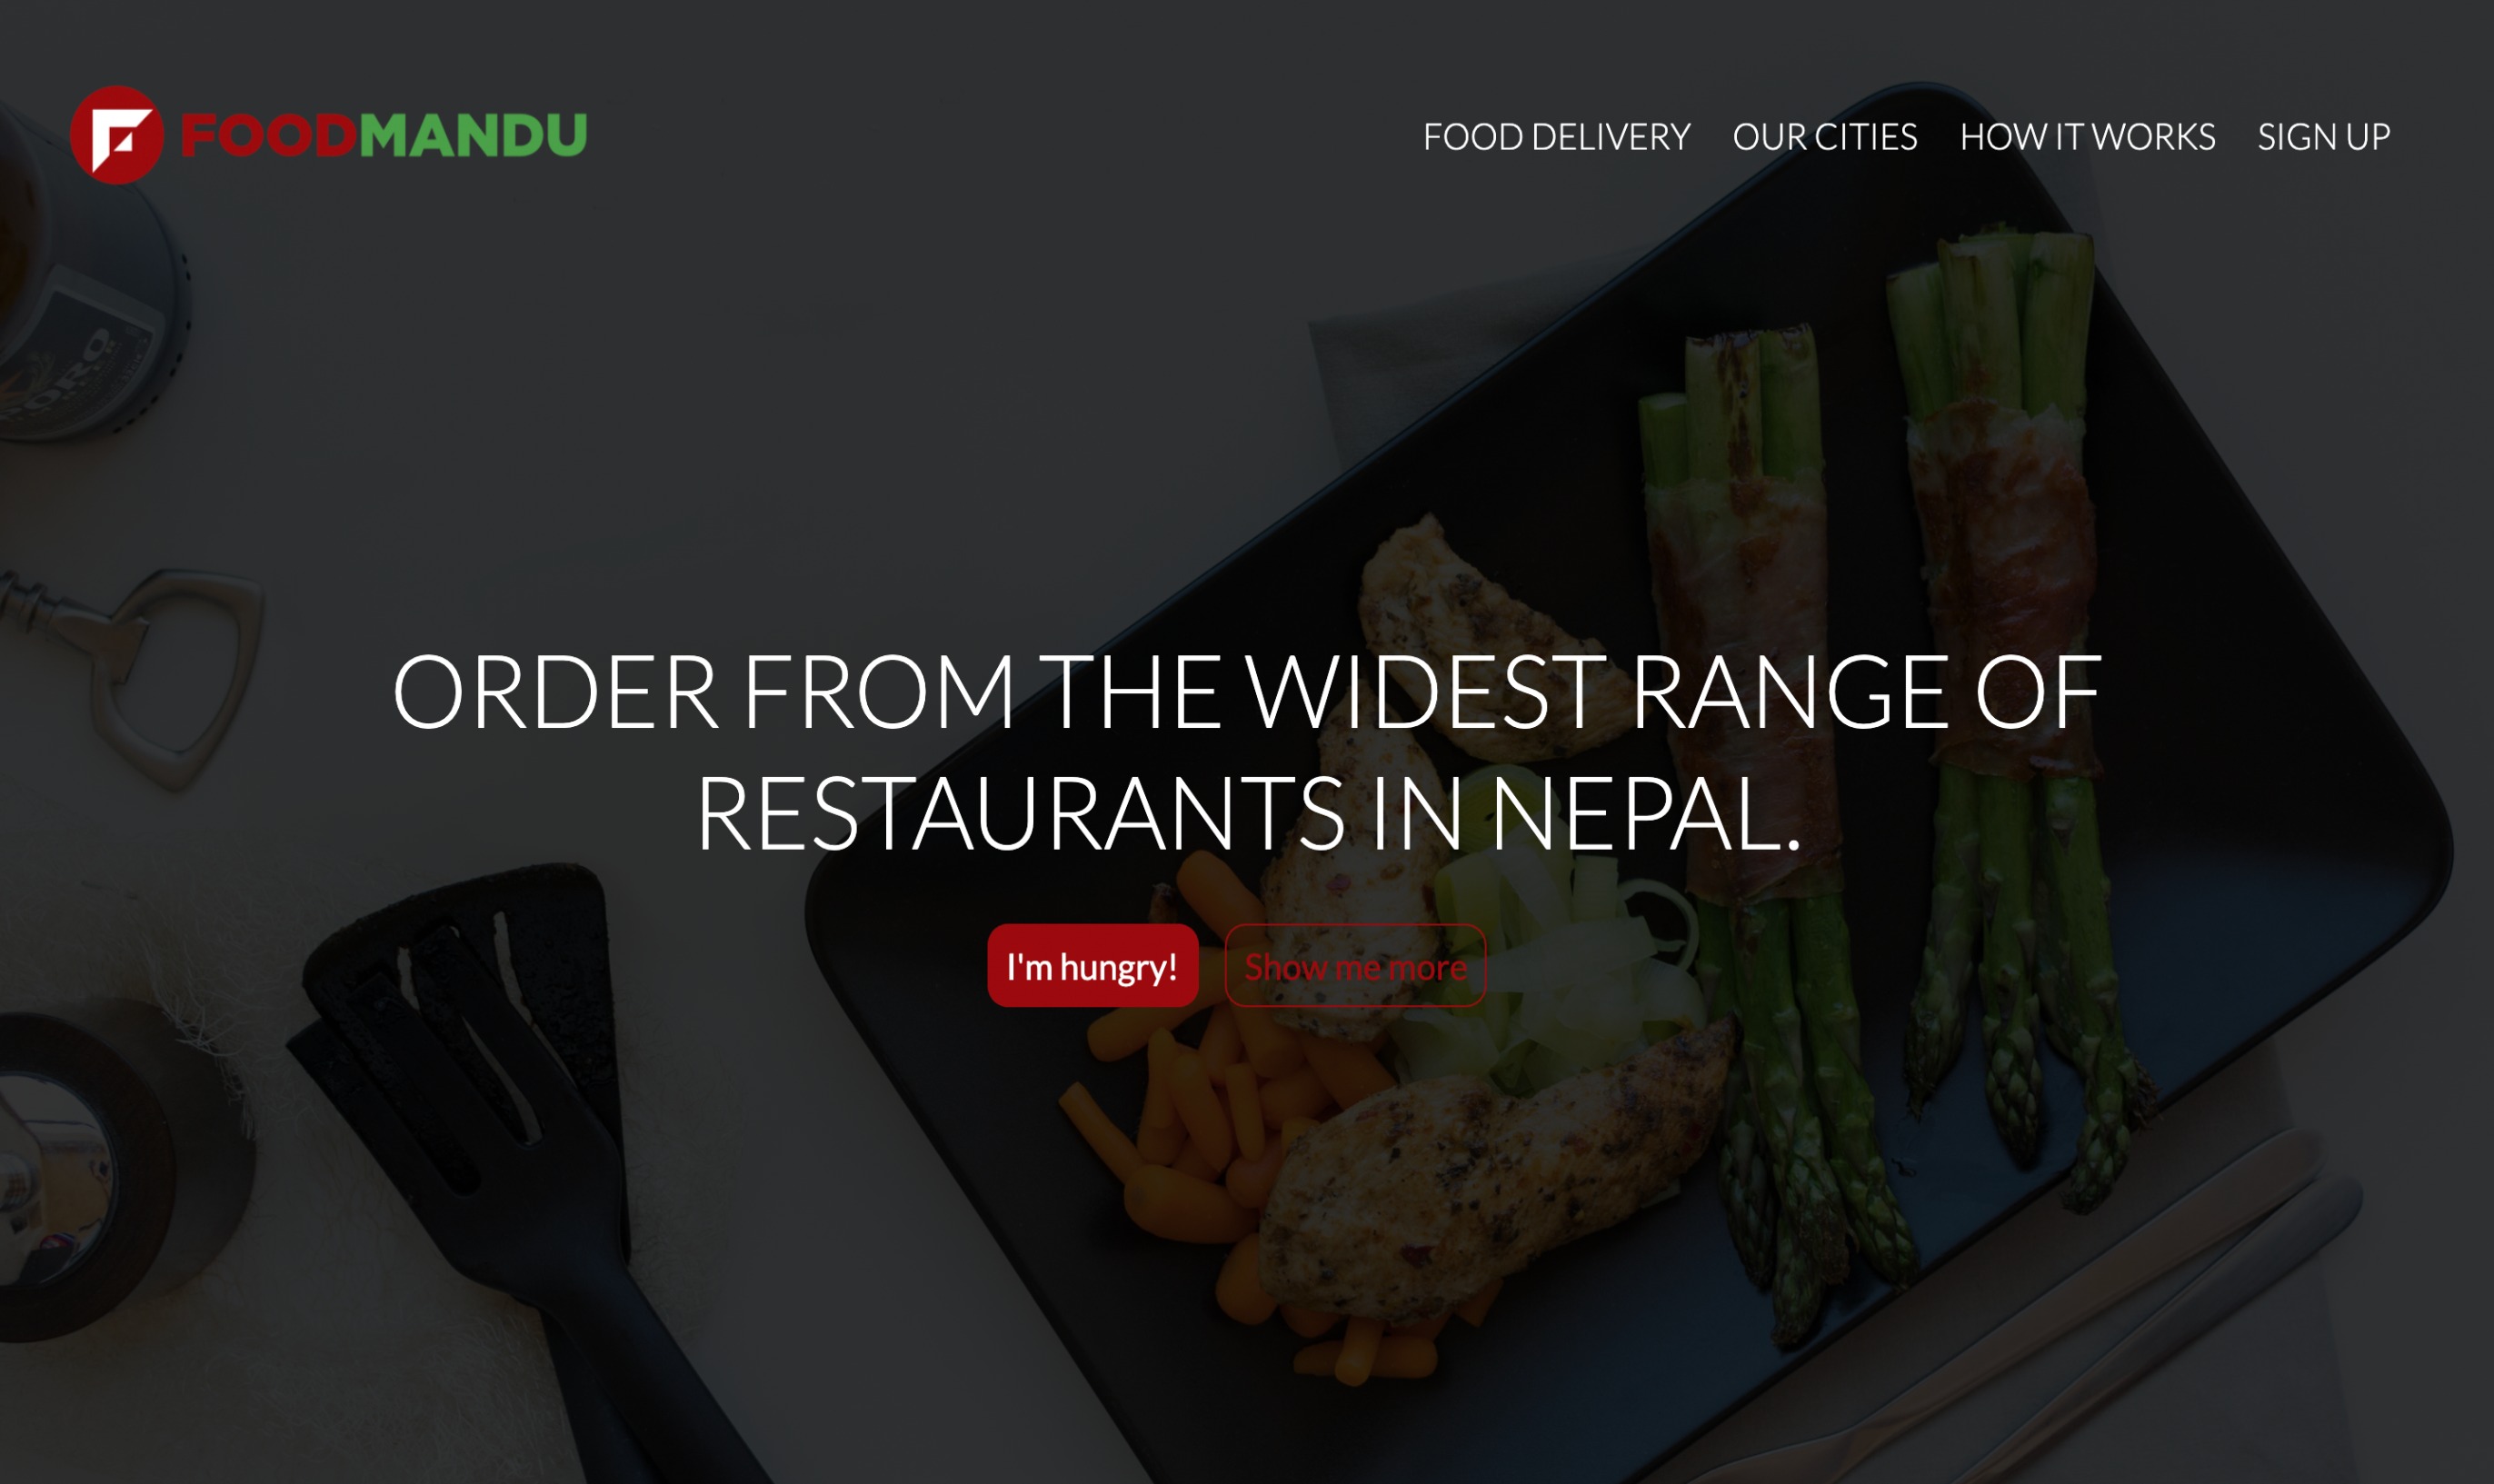 FOODMANDU
FOOD DELIVERY OUR CITIES HOW IT WORKS SIGN UP
ORDER FROM THE WIDEST RANGE OF
RESTAURANTS IN NEPAL.
I'm hungry! Show me more